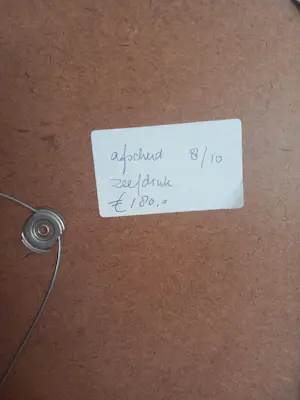 afscheid 8/10
zeefdruk
€ 180,=